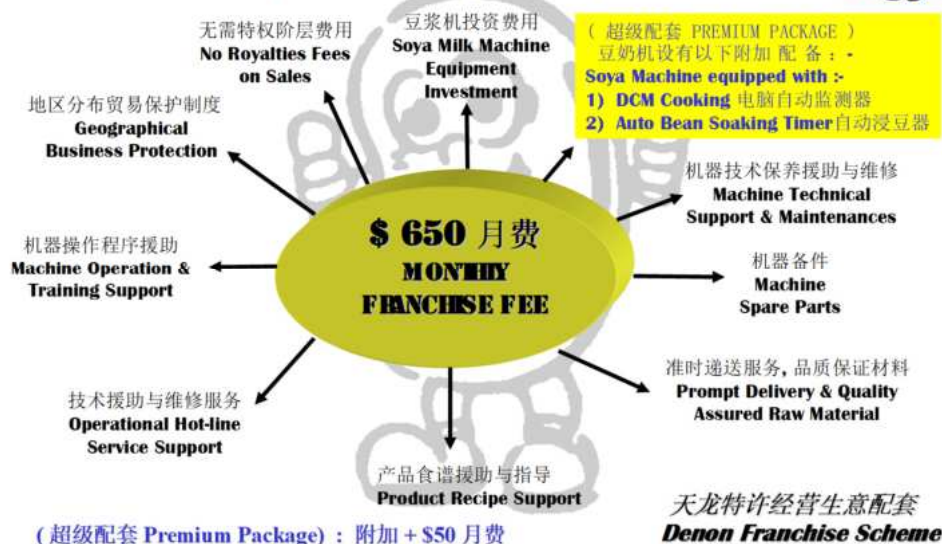 无需特权阶层费用
No Royalties Fees
on Sales
豆浆机投资费用
Soya Milk Machine
Equipment
Investment
( 超级配套 PREMIUM PACKAGE )
豆奶机设有以下附加 配 备 : -
Soya Machine equipped with :-
1) DCM Cooking 电脑自动监测器
2) Auto Bean Soaking Timer自动浸豆器
地区分布贸易保护制度
Geographical
Business Protection
机器技术保养援助与维修
Machine Technical
Support & Maintenances
$ 650 月费
MONTHLY
FRANCHISE FEE
机器操作程序援助
Machine Operation &
Training Support
机器备件
Machine
Spare Parts
准时递送服务, 品质保证材料
Prompt Delivery & Quality
Assured Raw Material
技术援助与维修服务
Operational Hot-line
Service Support
产品食谱援助与指导
Product Recipe Support
天龙特许经营生意配套
Denon Franchise Scheme
( 超级配套 Premium Package) : 附加 + $50 月费